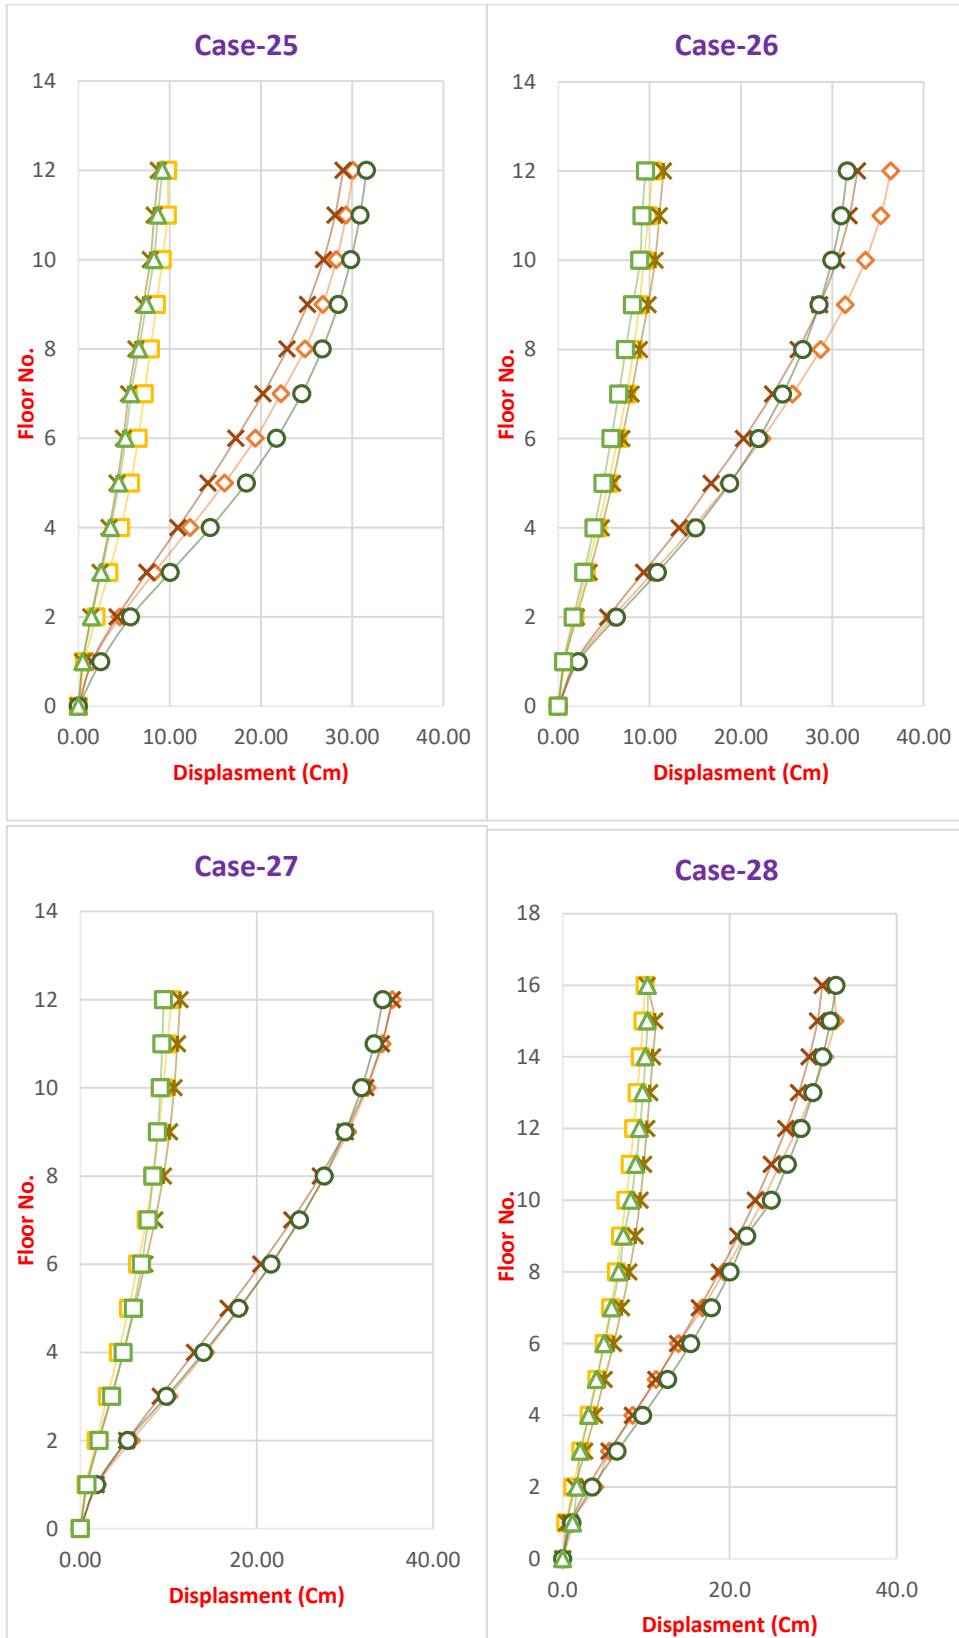 Case-25
14
12
10
8
6
4
2
0
Floor No.
0.00 10.00 20.00 30.00 40.00
Displasment (Cm)
Case-26
14
12
10
8
6
4
2
0
Floor No.
0.00 10.00 20.00 30.00 40.00
Displasment (Cm)
Case-27
14
12
10
8
6
4
2
0
Floor No.
0.00 20.00 40.00
Displasment (Cm)
Case-28
18
16
14
12
10
8
6
4
2
0
Floor No.
0.0 20.0 40.0
Displasment (Cm)